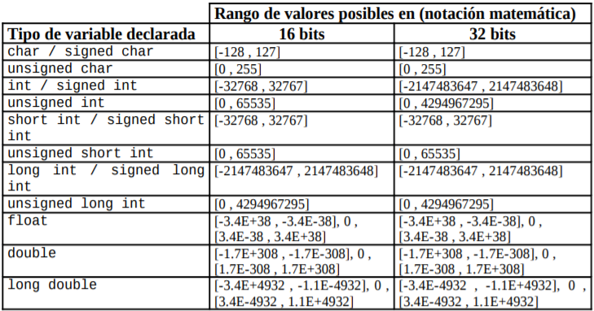 Rango de valores posibles en (notación matemática)
Tipo de variable declarada 16 bits 32 bits
char / signed char [-128 , 127] [-128 , 127]
unsigned char [0 , 255] [0 , 255]
int / signed int [-32768 , 32767] [-2147483647 , 2147483648]
unsigned int [0 , 65535] [0 , 4294967295]
short int / signed short [-32767 , 32767] [-32768 , 32767]
int
unsigned short int [0 , 65535] [0 , 65535]
long int / signed long [-2147483647 , 2147483648] [-2147483647 , 2147483648]
int
unsigned long int [0 , 4294967295] [0 , 4294967295]
float [-3.4E+38 , -3.4E-38], 0 , [-3.4E+38 , -3.4E-38], 0 ,
[3.4E-38 , 3.4E+38] [3.4E-38 , 3.4E+38]
double [-1.7E+308 , -1.7E-308], 0 , [-1.7E+308 , -1.7E-308], 0 ,
[1.7E-308 , 1.7E+308] [1.7E-308 , 1.7E+308]
long double [-3.4E+4932 , -1.1E-4932], 0 , [-3.4E-4932 , -1.1E+4932], 0 ,
[3.4E-4932 , 1.1E+4932] [3.4E-4932 , 1.1E+4932]